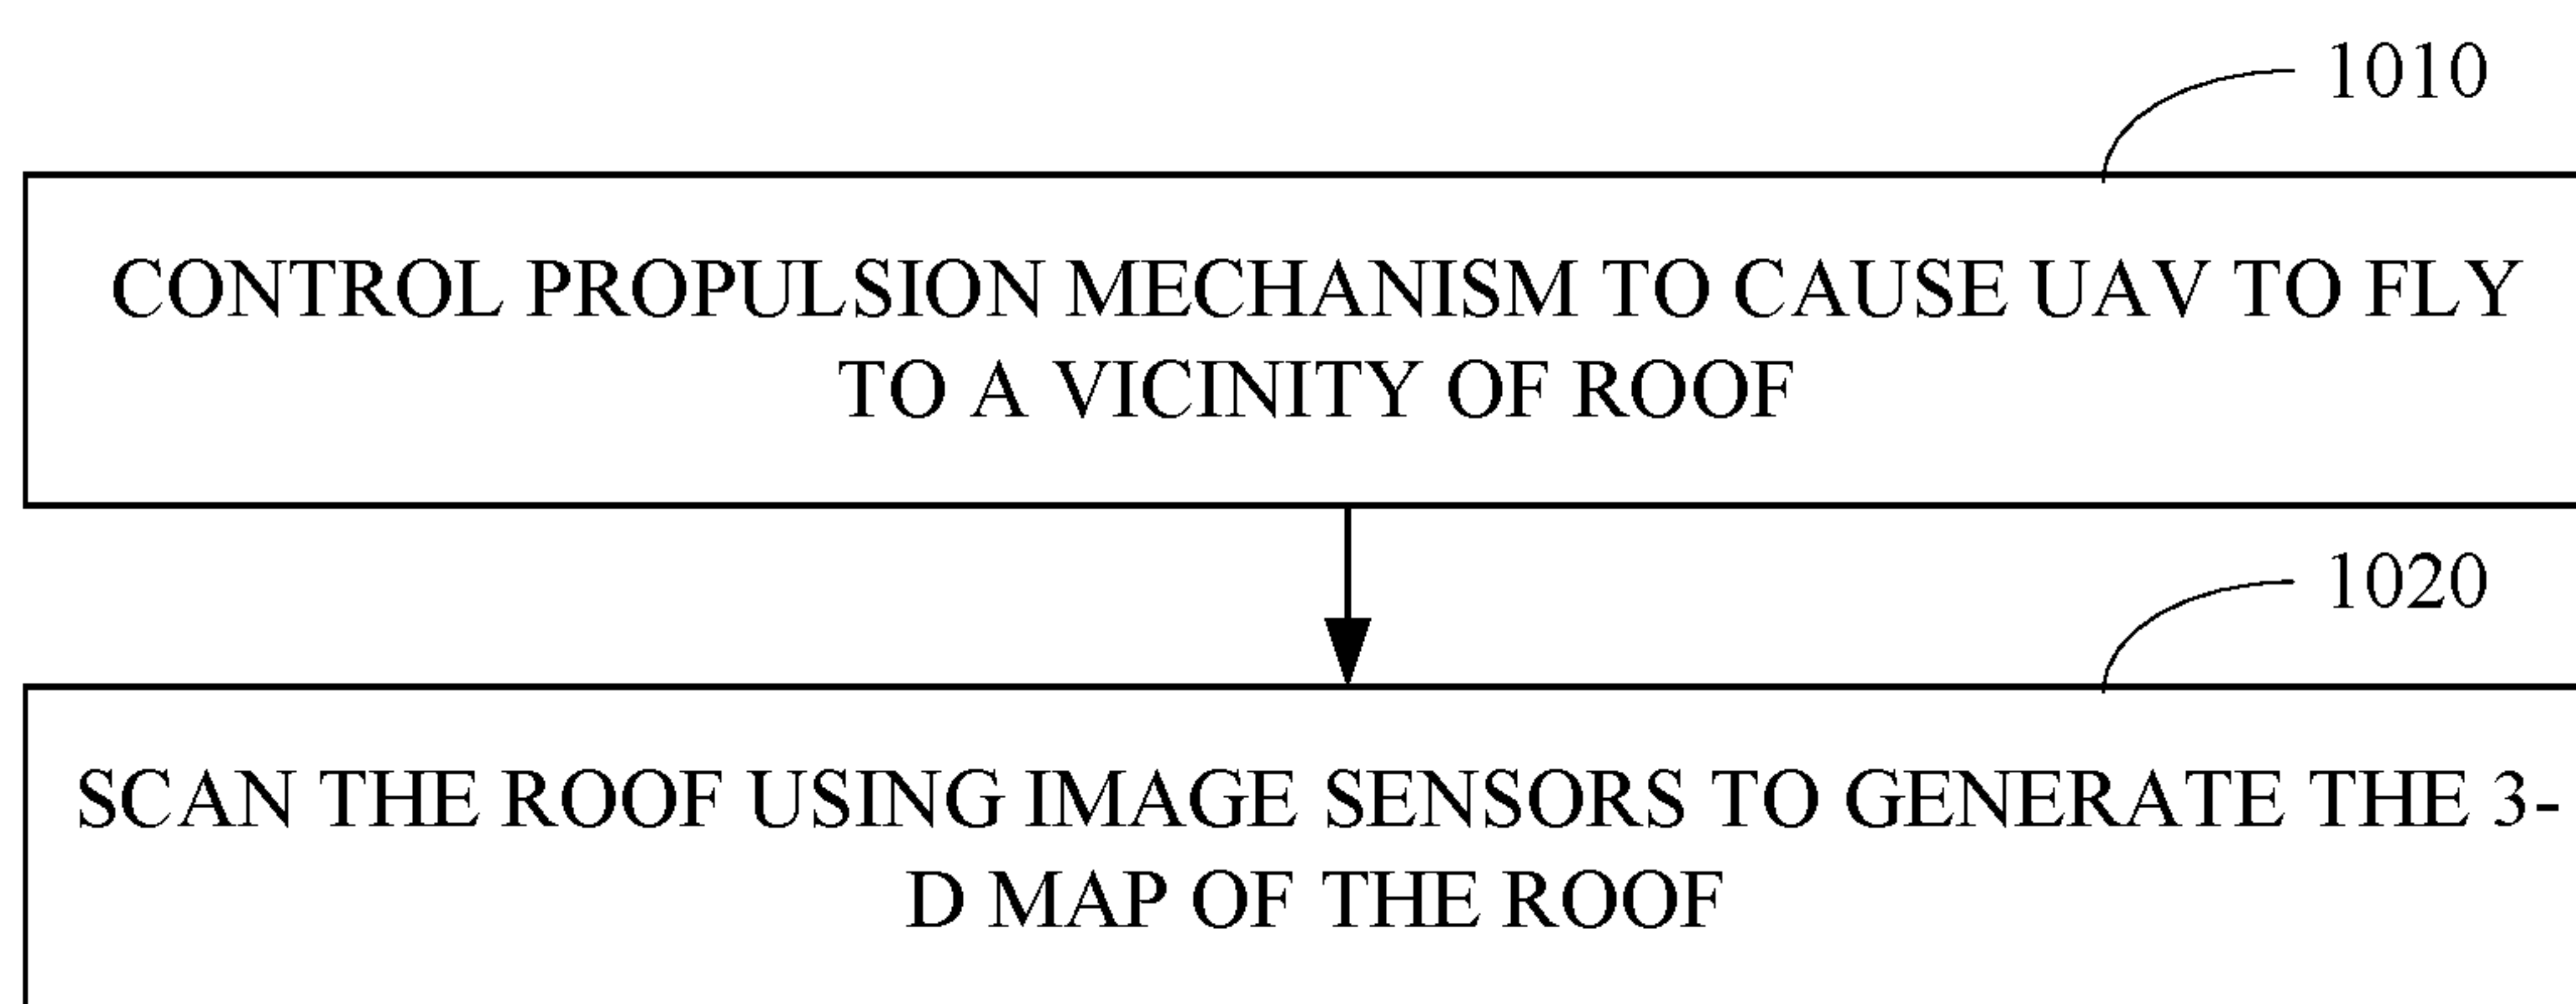 1010
CONTROL PROPULSION MECHANISM TO CAUSE UAV TO FLY
TO A VICINITY OF ROOF
1020
SCAN THE ROOF USING IMAGE SENSORS TO GENERATE THE 3-
D MAP OF THE ROOF